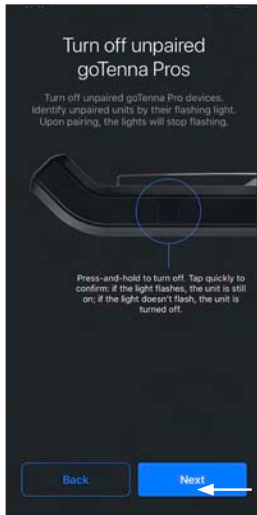 Turn off unpaired
goTenna Pros
Turn off unpaired goTenna Pro devices.
Identify unpaired units by their flashing light.
Upon pairing, the lights will stop flashing.
Press-and-hold to turn off. Tap quickly to
confirm: if the light flashes, the unit is still
on; if the light doesn't flash, the unit is
turned off.
Back
Next